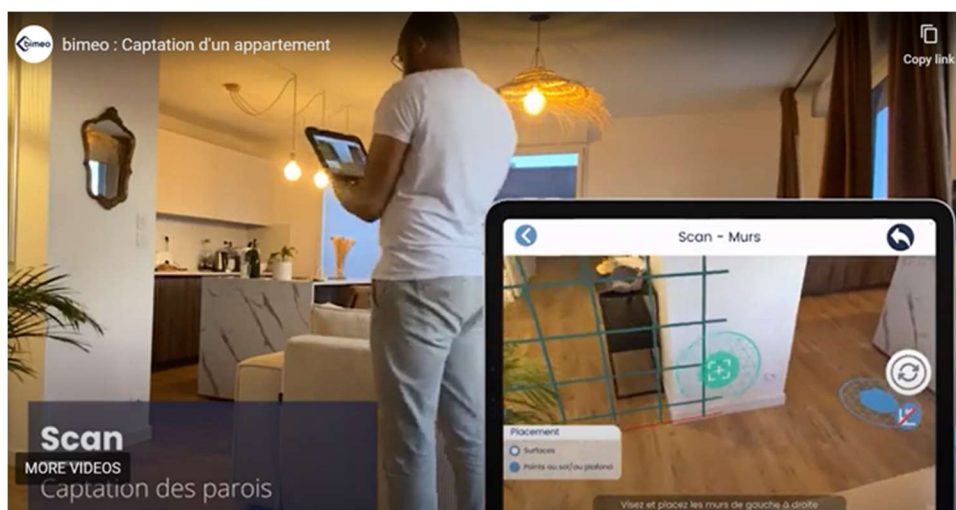 bimeo
bimeo : Captation d'un appartement
Copy link
Scan - Murs
Placement
Surfaces
Points au sol/au plafond
Scan
MORE VIDEOS
Captation des parois
Visez et placez les murs de gauche à droite